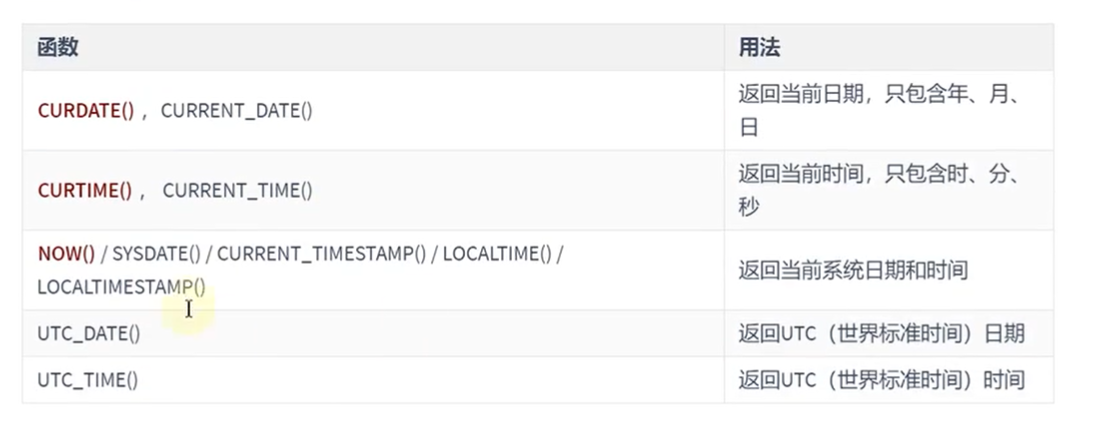 函数 用法
CURDATE() ，CURRENT_DATE() 返回当前日期，只包含年、月、
日
CURTIME() ， CURRENT_TIME() 返回当前时间，只包含时、分、
秒
NOW() / SYSDATE() / CURRENT_TIMESTAMP() / LOCALTIME() /
LOCALTIMESTAMP() 返回当前系统日期和时间
UTC_DATE() 返回UTC（世界标准时间）日期
UTC_TIME() 返回UTC（世界标准时间）时间